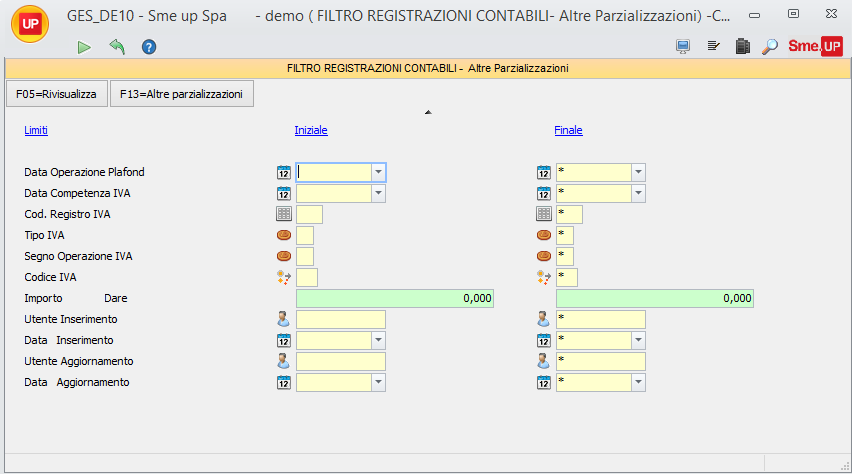 UP GES_DE10 - Sme up Spa - demo ( FILTRO REGISTRAZIONI CONTABILI- Altre Parzializzazioni) -C...
? Sme.UP
FILTRO REGISTRAZIONI CONTABILI - Altre Parzializzazioni
F05=Rivisualizza F13=Altre parzializzazioni
Limiti Iniziale Finale
Data Operazione Plafond 12 12 *
Data Competenza IVA 12 12 *
Cod. Registro IVA *
Tipo IVA *
Segno Operazione IVA *
Codice IVA *
Importo Dare 0,000 0,000
Utente Inserimento *
Data Inserimento 12 12 *
Utente Aggiornamento *
Data Aggiornamento 12 12 *